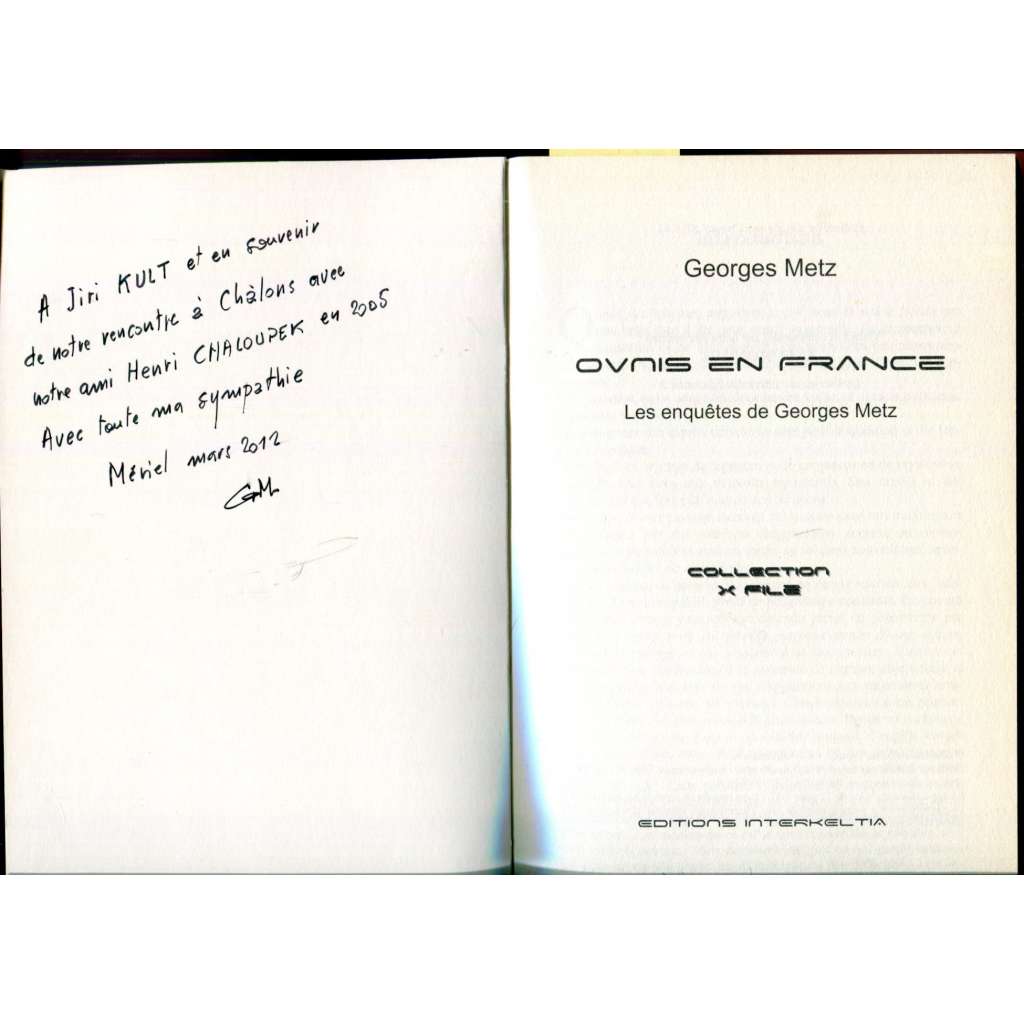 A Jiri KULT et en souvenir
de notre rencontre à Châlons avec
notre ami Henri CHALOUPEK en 2005
Avec toute ma sympathie
Mériel mars 2012
GM
Georges Metz
OVNIS EN FRANCE
Les enquêtes de Georges Metz
COLLECTION
X FILE
EDITIONS INTERKELTIA